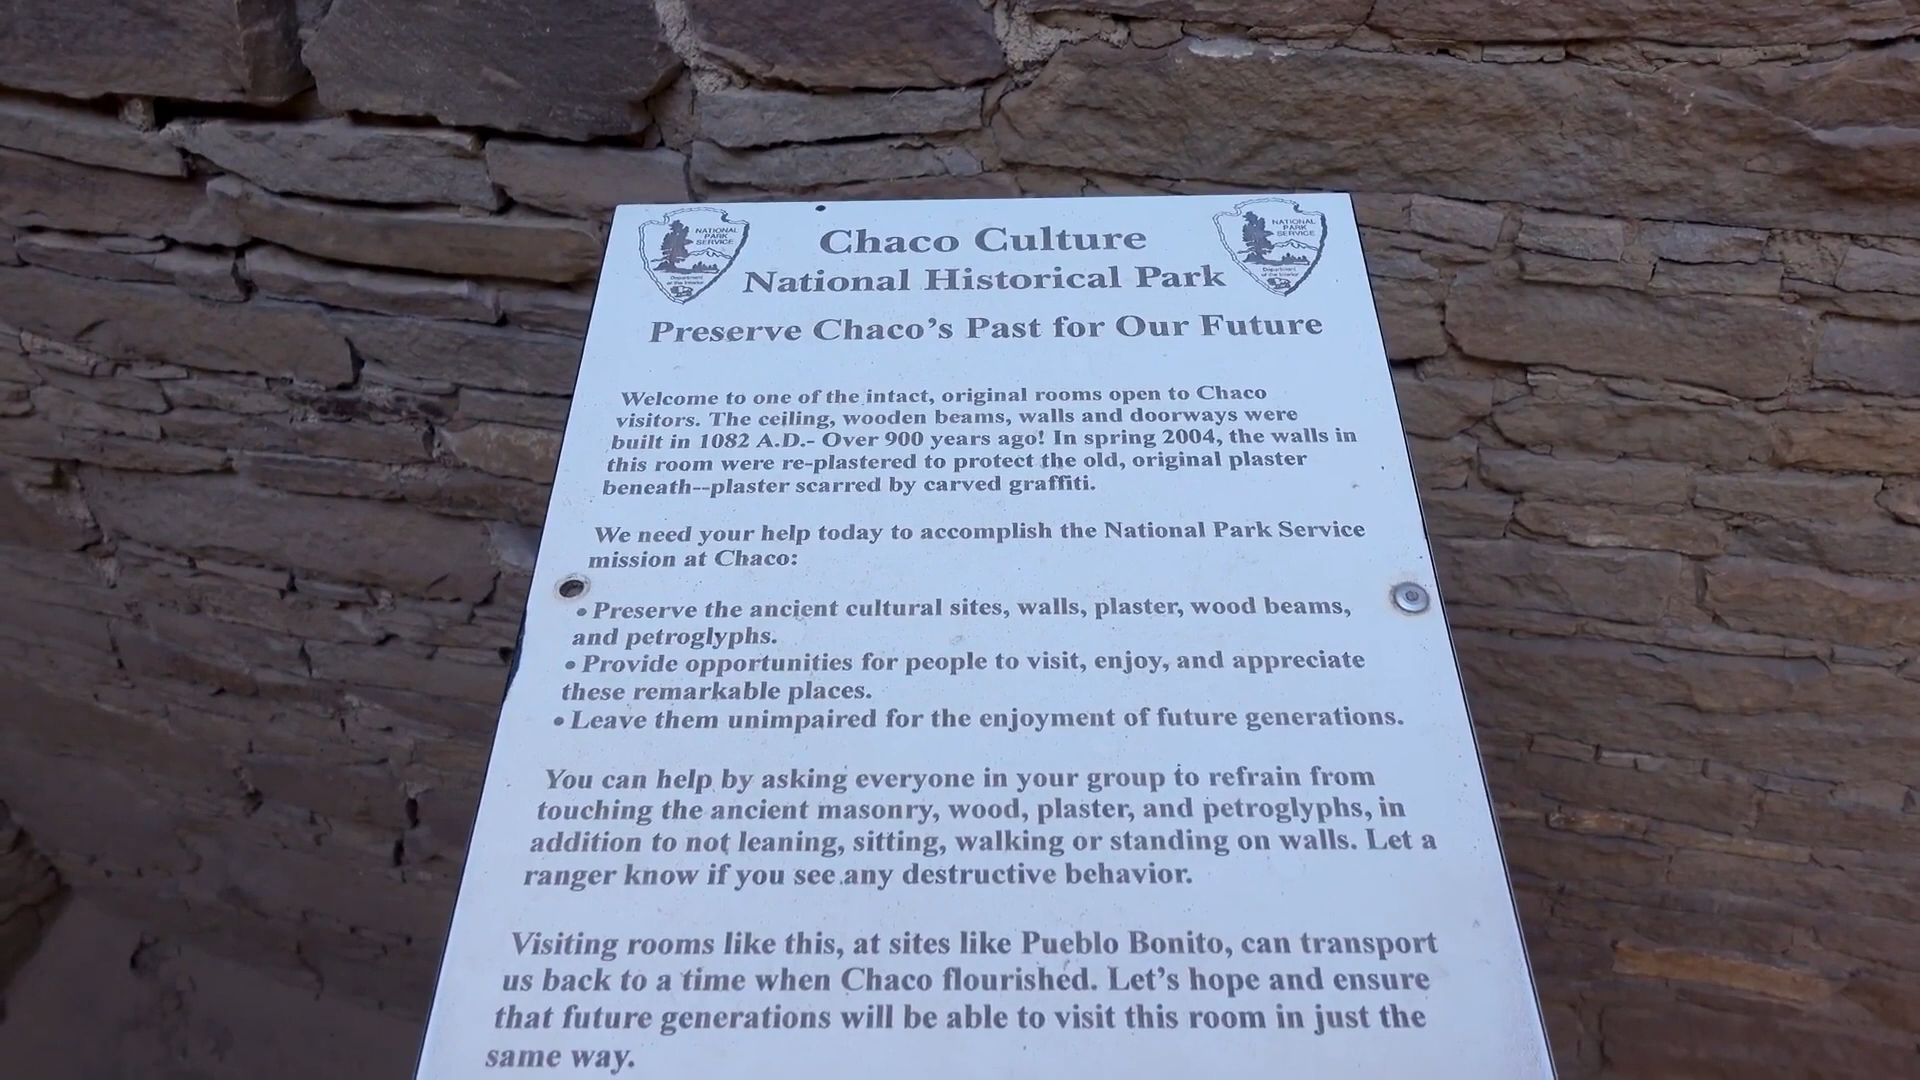 NATIONAL
PARK
SERVICE
Department
of the Interior
Chaco Culture
National Historical Park
NATIONAL
PARK
SERVICE
Department
of the Interior
Preserve Chaco's Past for Our Future
Welcome to one of the intact, original rooms open to Chaco
visitors. The ceiling, wooden beams, walls and doorways were
built in 1082 A.D.- Over 900 years ago! In spring 2004, the walls in
this room were re-plastered to protect the old, original plaster
beneath--plaster scarred by carved graffiti.
We need your help today to accomplish the National Park Service
mission at Chaco:
• Preserve the ancient cultural sites, walls, plaster, wood beams,
and petroglyphs.
• Provide opportunities for people to visit, enjoy, and appreciate
these remarkable places.
• Leave them unimpaired for the enjoyment of future generations.
You can help by asking everyone in your group to refrain from
touching the ancient masonry, wood, plaster, and petroglyphs, in
addition to not leaning, sitting, walking or standing on walls. Let a
ranger know if you see any destructive behavior.
Visiting rooms like this, at sites like Pueblo Bonito, can transport
us back to a time when Chaco flourished. Let's hope and ensure
that future generations will be able to visit this room in just the
same way.